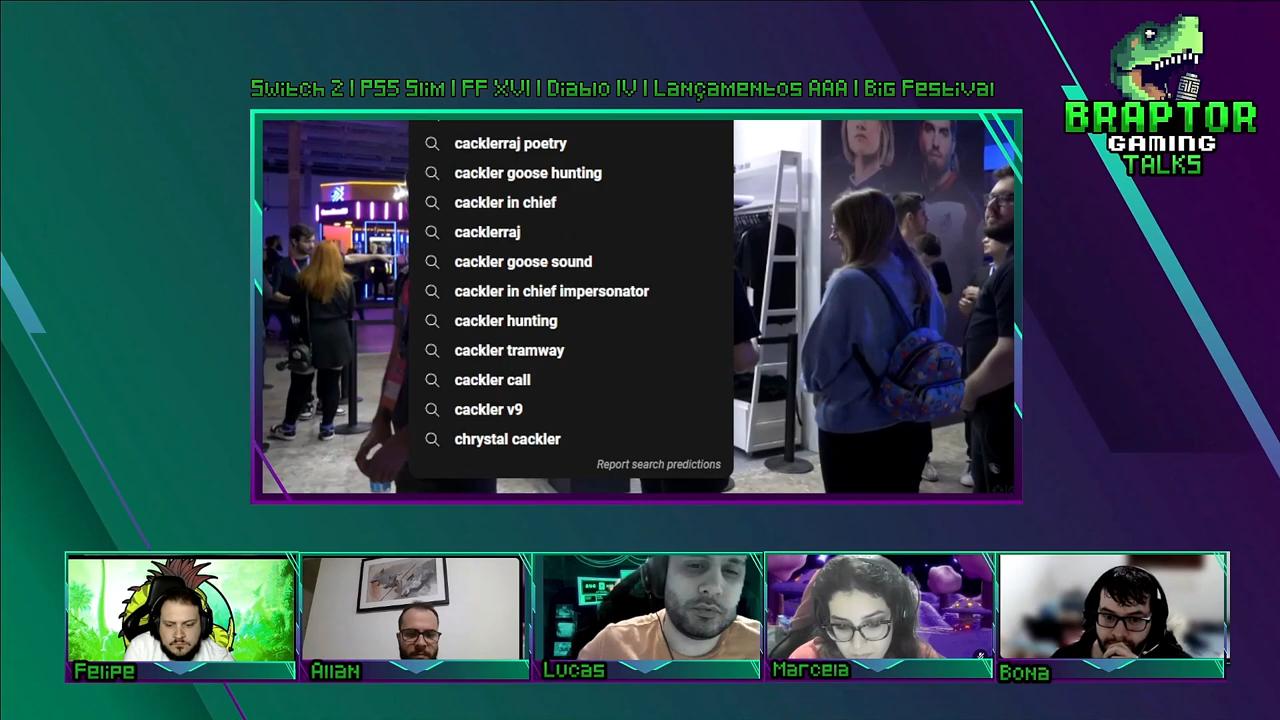 Switch 2 | PS5 Slim | FF XVI | Diablo IV | Lançamentos AAA | Big Festival
BRAPTOR
GAMING
TALKS
cacklerraj poetry
cackler goose hunting
cackler in chief
cacklerraj
cackler goose sound
cackler in chief impersonator
cackler hunting
cackler tramway
cackler call
cackler v9
chrystal cackler
Report search predictions
Felipe
Allan
Lucas
Marcela
Bona